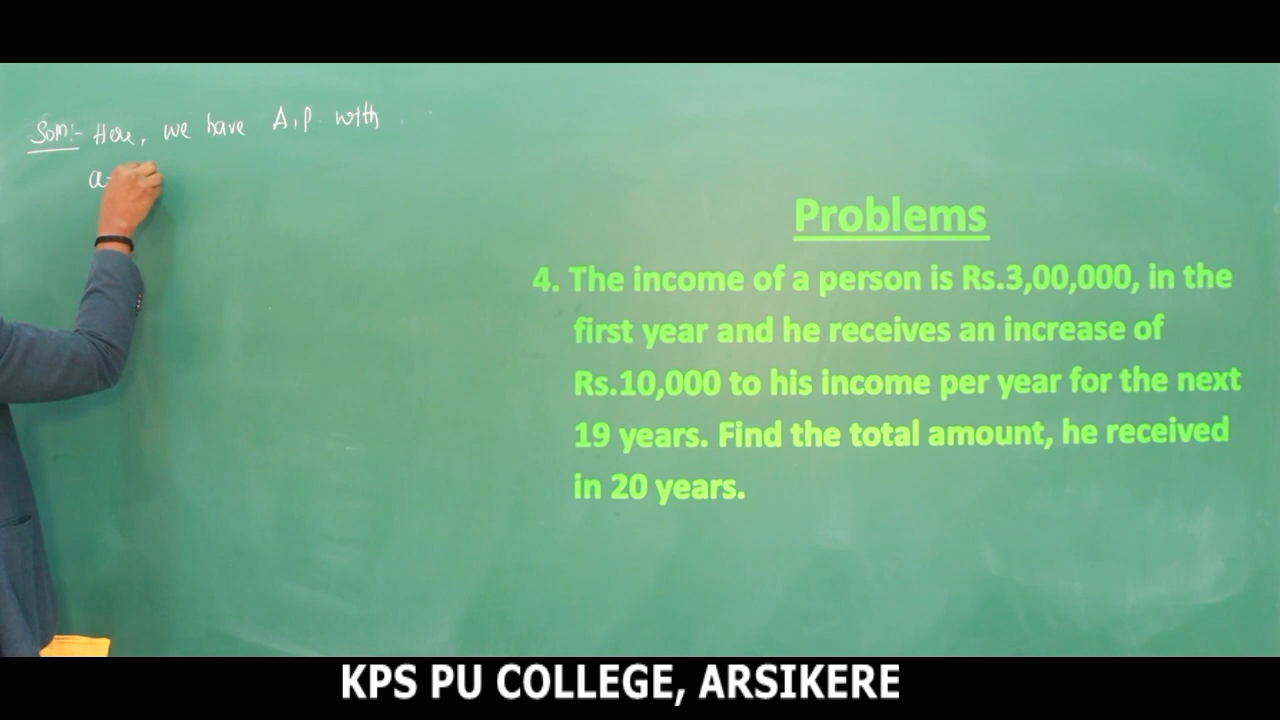 Soln:- Here, we have A.P. with
a=
Problems
4. The income of a person is Rs.3,00,000, in the
first year and he receives an increase of
Rs.10,000 to his income per year for the next
19 years. Find the total amount, he received
in 20 years.
KPS PU COLLEGE, ARSIKERE